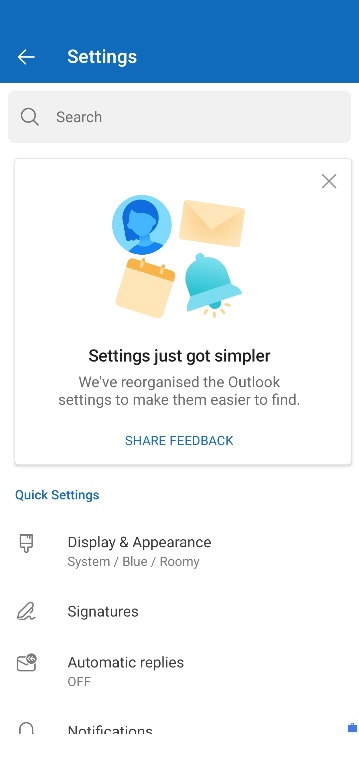 Settings
Search
Settings just got simpler
We've reorganised the Outlook
settings to make them easier to find.
SHARE FEEDBACK
Quick Settings
Display & Appearance
System / Blue / Roomy
Signatures
Automatic replies
OFF
Notifications